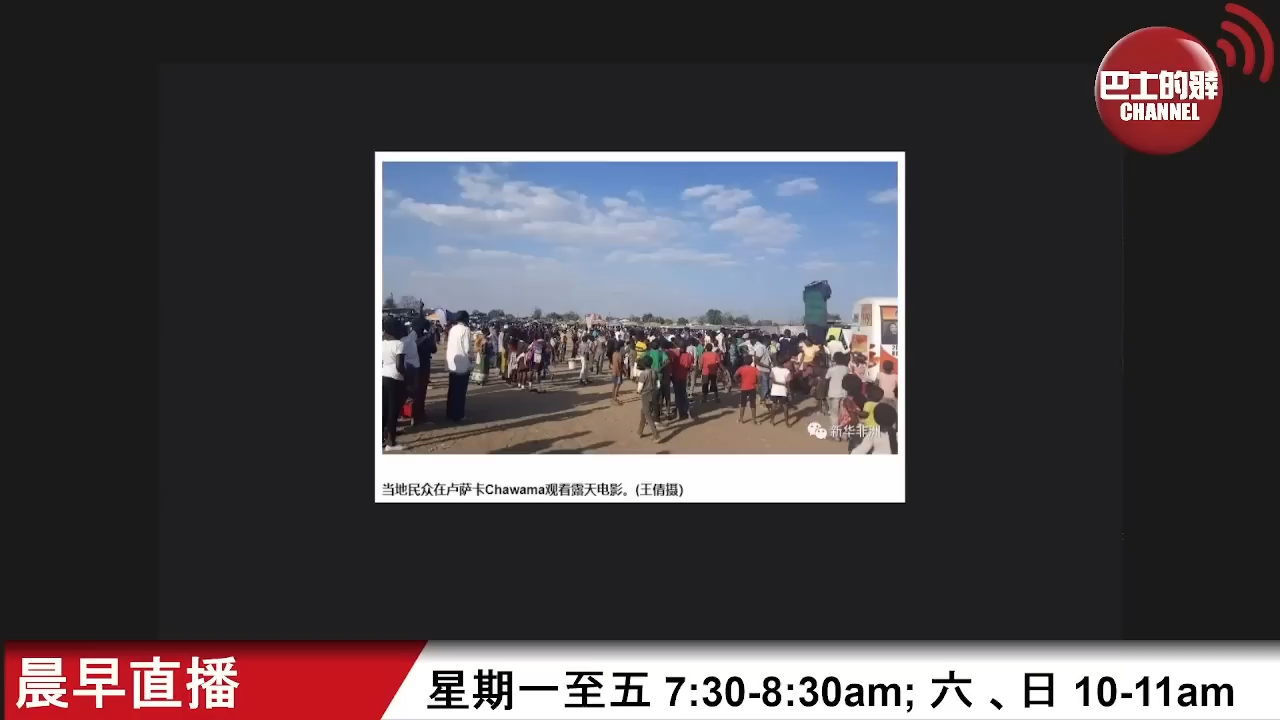 巴士的報
CHANNEL
新华非洲
当地民众在卢萨卡Chawama观看露天电影。(王倩摄)
晨早直播
星期一至五 7:30-8:30am; 六、日 10-11am